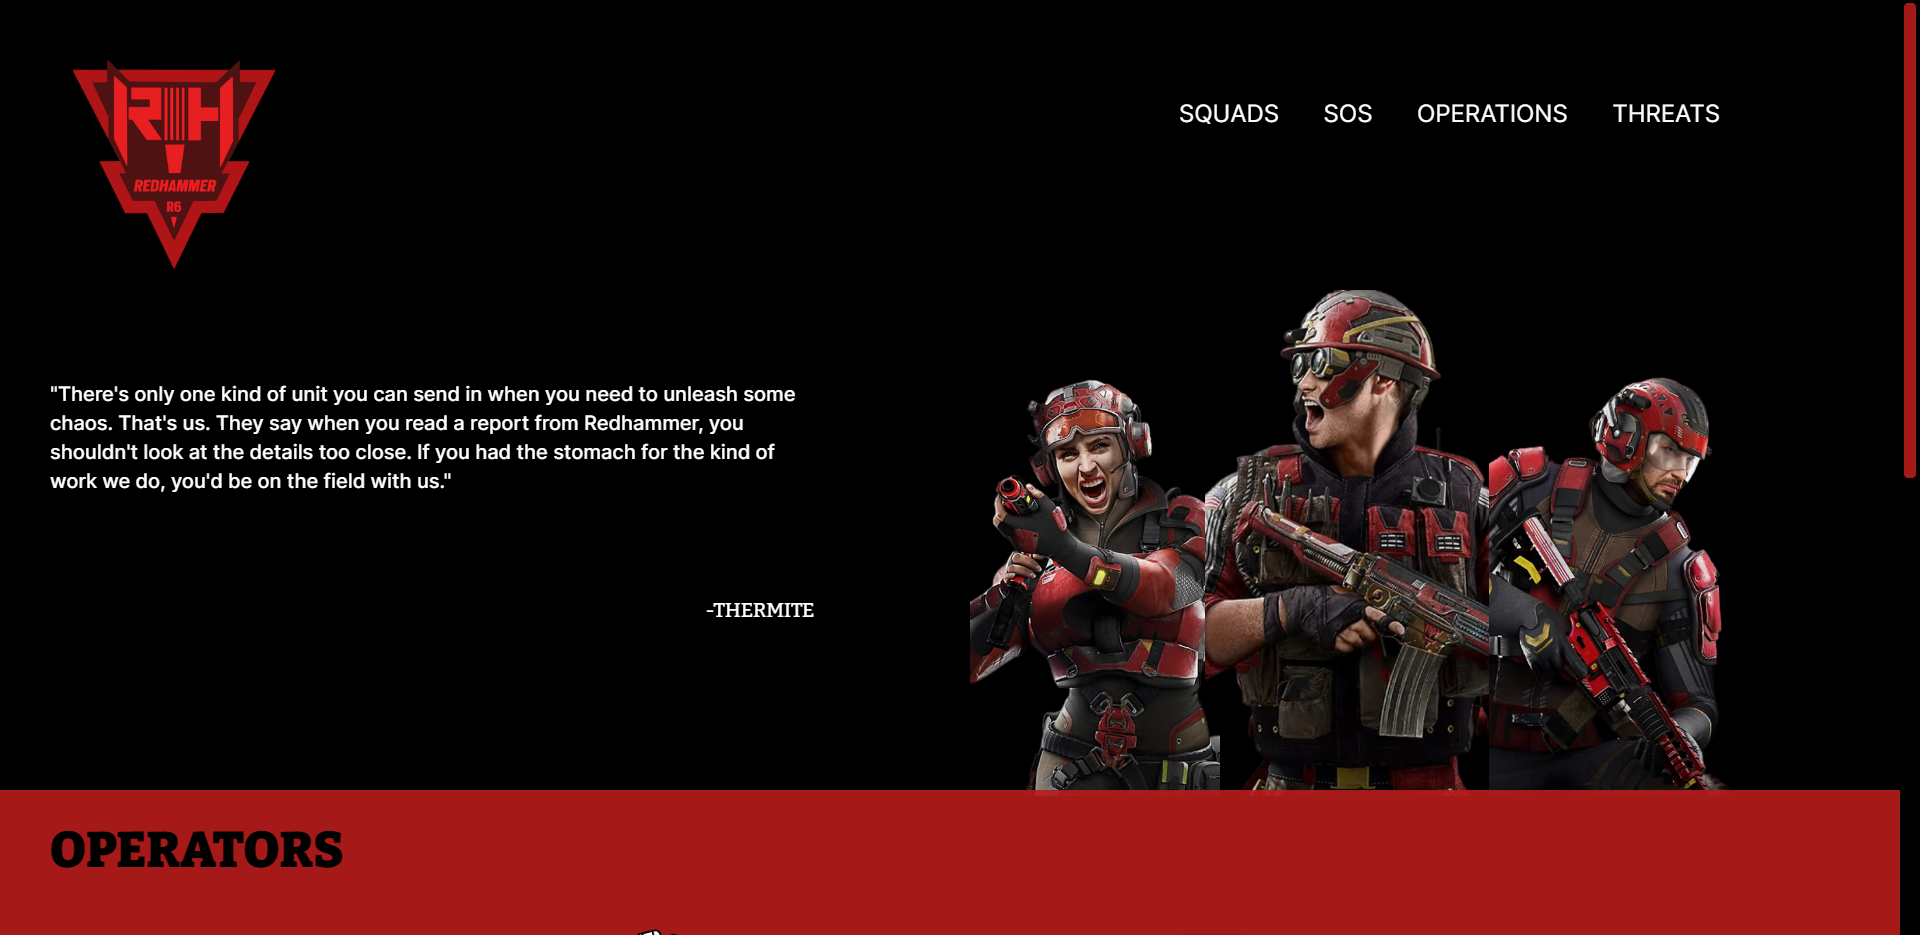 RH
REDHAMMER
R6
SQUADS SOS OPERATIONS THREATS
"There's only one kind of unit you can send in when you need to unleash some
chaos. That's us. They say when you read a report from Redhammer, you
shouldn't look at the details too close. If you had the stomach for the kind of
work we do, you'd be on the field with us."
-THERMITE
OPERATORS